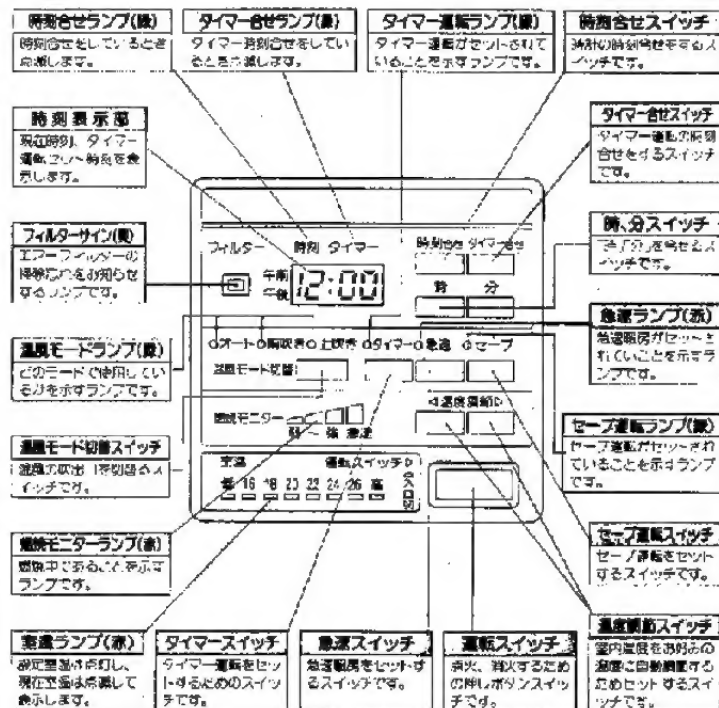 時刻合せランプ(緑)
時刻合せをしているとき
点滅します。
タイマー合せランプ(緑)
タイマー時刻合せをしてい
るとき点滅します。
タイマー運転ランプ(緑)
タイマー運転がセットされて
いることを示すランプです。
時刻合せスイッチ
時計の時刻合せをするス
イッチです。
時刻表示部
現在時刻、タイマー
示します。
タイマー合せスイッチ
タイマー運転の時刻
合せをするスイッチ
です。
フィルターサイン(赤)
エアーフィルターの
掃除忘れをお知らせ
するランプです。
時、分スイッチ
「時」「分」を合せるス
イッチです。
フィルター 時刻 タイマー
時刻合せ タイマー合せ
午前
午後
12:00
時 分
温風モードランプ(緑)
どのモードで使用してい
るかを示すランプです。
急速ランプ(赤)
急速暖房がセットさ
れていことを示すラ
ンプです。
オート 胸吹き 上吹き タイマー 急速 セーブ
温風モード切替
◁温度調節▷
燃焼モニター
弱 強 急速
温風モード切替スイッチ
温風の吹出口を切替るス
イッチです。
セーブ運転ランプ(緑)
セーブ運転がセットされ
ていることを示すランプ
です。
室温 運転スイッチ▷
低 16 18 20 22 24 26 高
燃焼モニターランプ(赤)
燃焼中であることを示す
ランプです。
セーブ運転スイッチ
セーブ運転をセット
するスイッチです。
室温ランプ(赤)
設定室温は点灯し、
現在室温は点滅して
表示します。
タイマースイッチ
タイマー運転をセッ
トするためのスイッ
チです。
急速スイッチ
急速暖房をセットす
るスイッチです。
運転スイッチ
点火、消火するため
の押しボタンスイッ
チです。
温度調節スイッチ
室内温度をお好みの
温度に自動調節する
ためセットするスイ
ッチです。